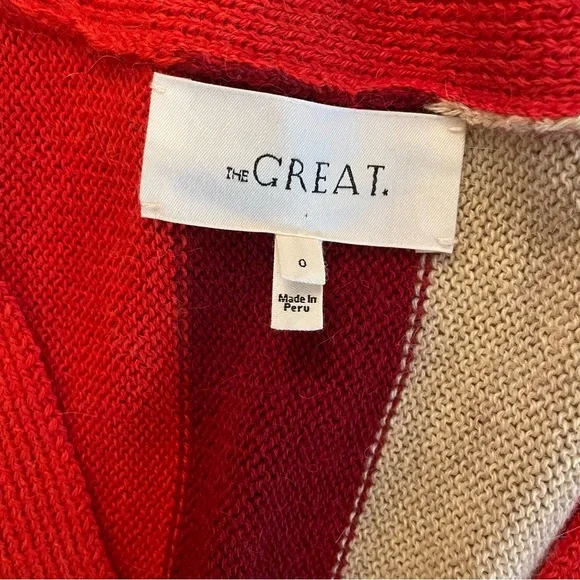 THE GREAT.
0
Made In
Peru